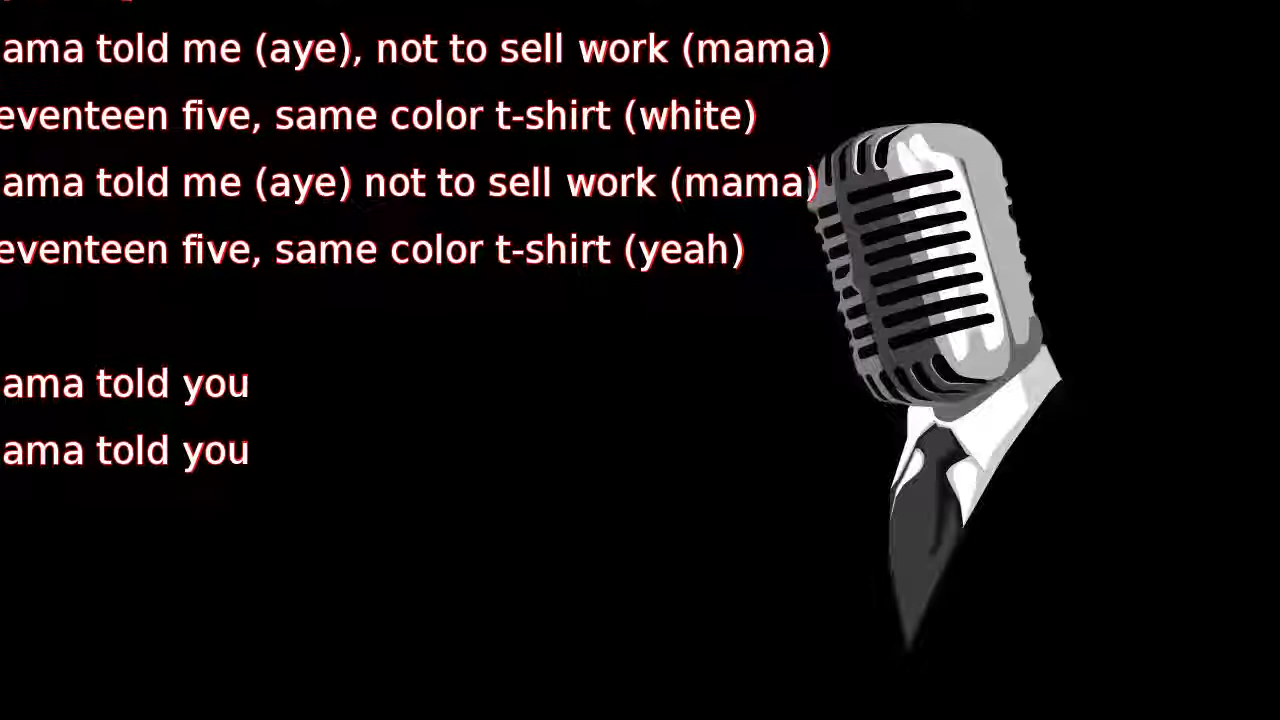 ama told me (aye), not to sell work (mama)
eventeen five, same color t-shirt (white)
ama told me (aye) not to sell work (mama)
eventeen five, same color t-shirt (yeah)
ama told you
ama told you